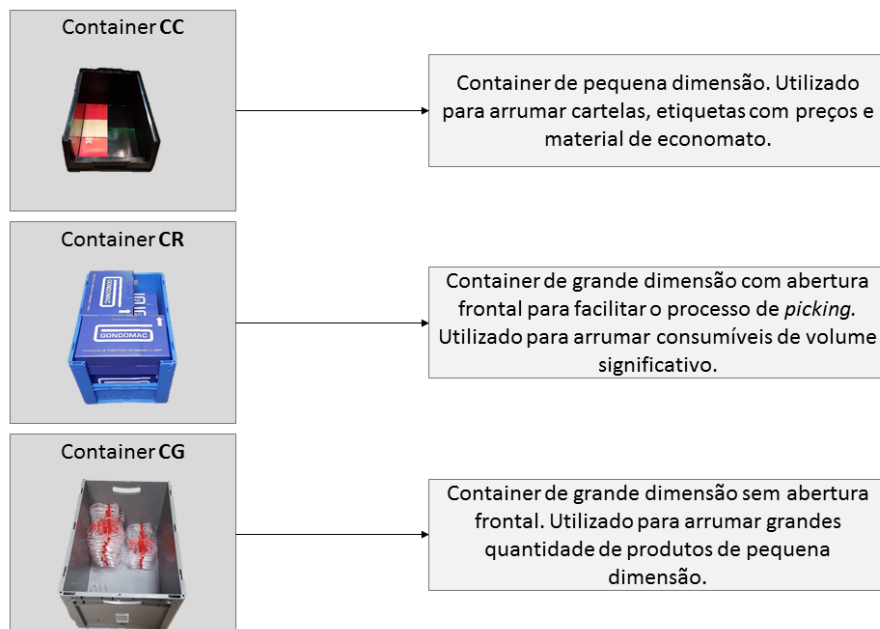 Container CC
Container de pequena dimensão. Utilizado
para arrumar cartelas, etiquetas com preços e
material de economato.
Container CR
GONDOMAC
GONDOMAC
Container de grande dimensão com abertura
frontal para facilitar o processo de picking.
Utilizado para arrumar consumíveis de volume
significativo.
Container CG
Container de grande dimensão sem abertura
frontal. Utilizado para arrumar grandes
quantidade de produtos de pequena
dimensão.